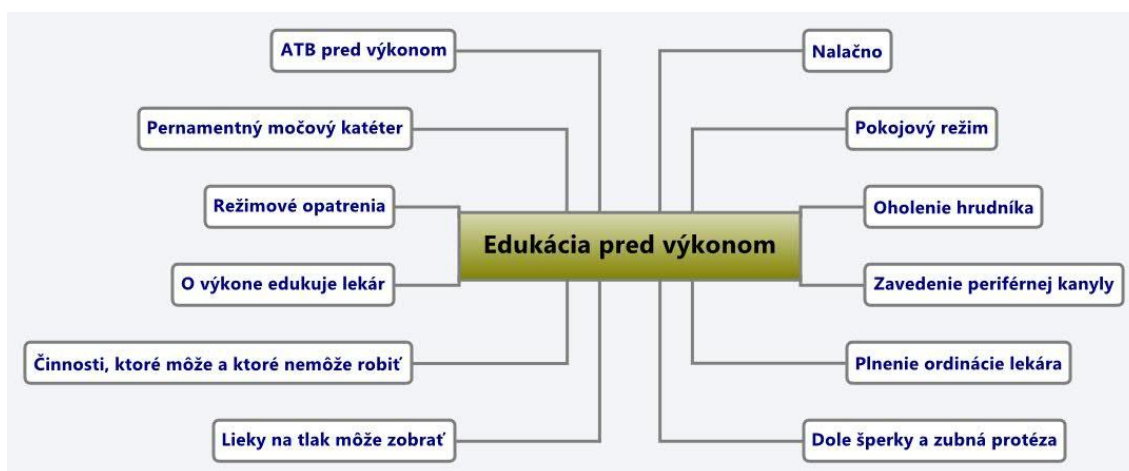 ATB pred výkonom
Pernamentný močový katéter
Režimové opatrenia
O výkone edukuje lekár
Činnosti, ktoré môže a ktoré nemôže robiť
Lieky na tlak môže zobrať
Edukácia pred výkonom
Nalačno
Pokojový režim
Oholenie hrudníka
Zavedenie periférnej kanyly
Plnenie ordinácie lekára
Dole šperky a zubná protéza